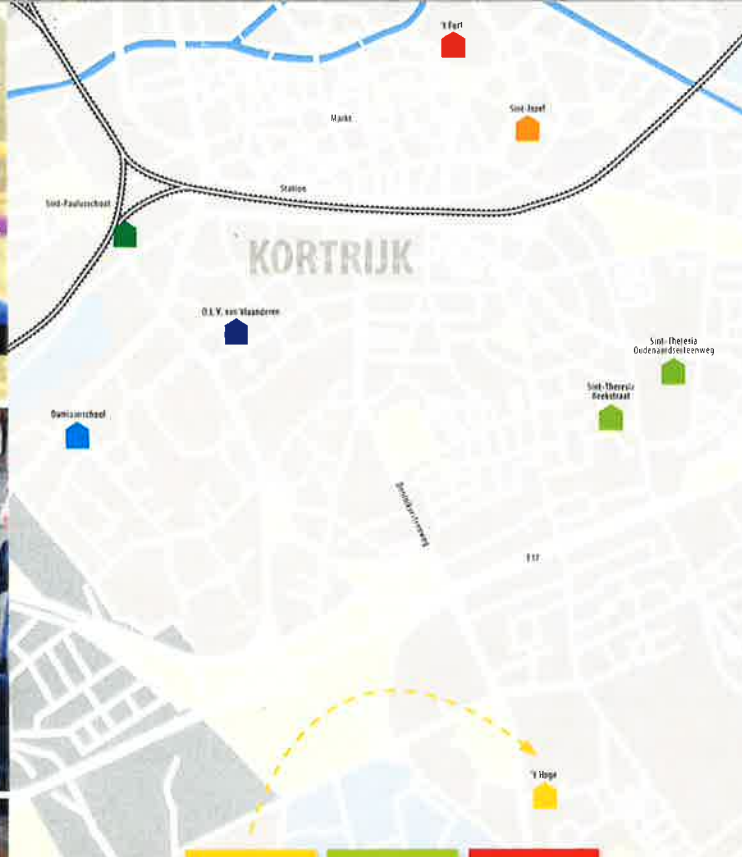 't Fort
Sint-Jozef
Markt
Station
Sint-Paulusschool
KORTRIJK
O.L.V. van Vlaanderen
Sint-Theresia
Oudenaardsesteenweg
Sint-Theresia
Beekstraat
Damiaanschool
Doorniksesteenweg
E17
't Hoge